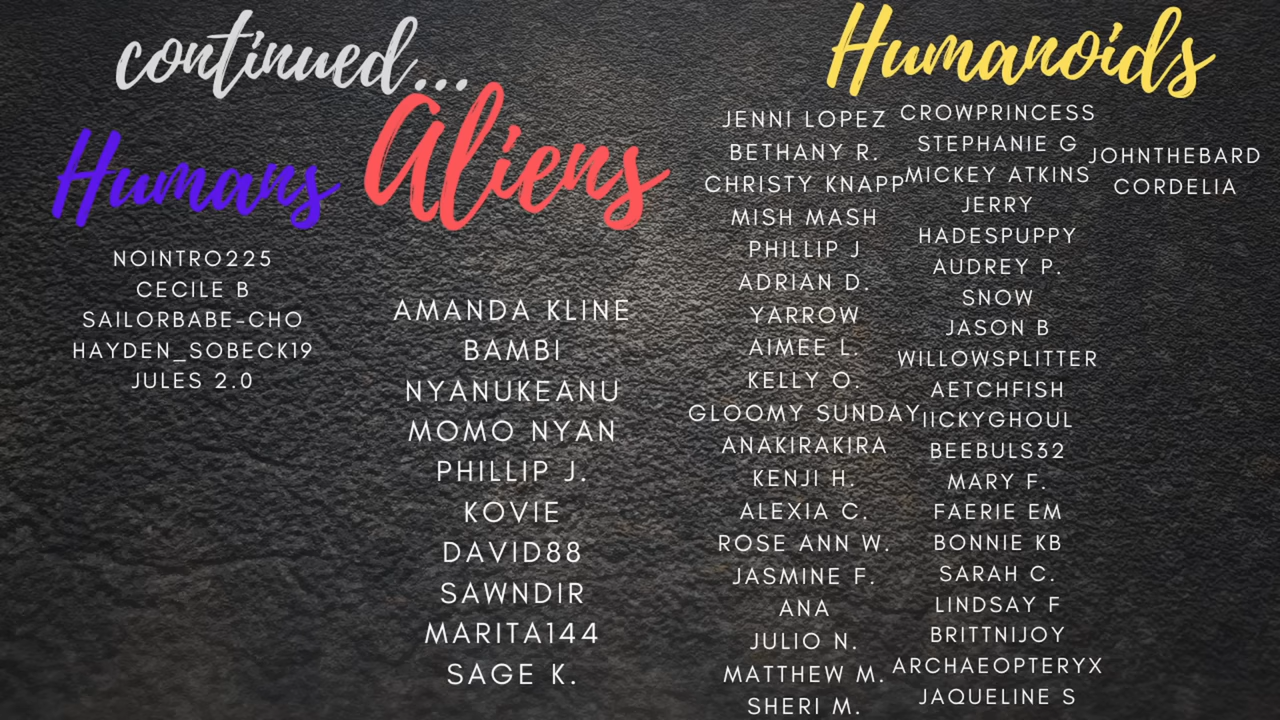 continued...
Humans
NOINTRO225
CECILE B
SAILORBABE-CHO
HAYDEN_SOBECK19
JULES 2.0
Aliens
AMANDA KLINE
BAMBI
NYANUKEANU
MOMO NYAN
PHILLIP J.
KOVIE
DAVID88
SAWNDIR
MARITA144
SAGE K.
Humanoids
JENNI LOPEZ
BETHANY R.
CHRISTY KNAPP
MISH MASH
PHILLIP J
ADRIAN D.
YARROW
AIMEE L.
KELLY O.
GLOOMY SUNDAY
ANAKIRAKIRA
KENJI H.
ALEXIA C.
ROSE ANN W.
JASMINE F.
ANA
JULIO N.
MATTHEW M.
SHERI M.
CROWPRINCESS
STEPHANIE G
MICKEY ATKINS
JERRY
HADESPUPPY
AUDREY P.
SNOW
JASON B
WILLOWSPLITTER
AETCHFISH
IICKYGHOUL
BEEBULS32
MARY F.
FAERIE EM
BONNIE KB
SARAH C.
LINDSAY F
BRITTNIJOY
ARCHAEOPTERYX
JAQUELINE S
JOHNTHEBARD
CORDELIA